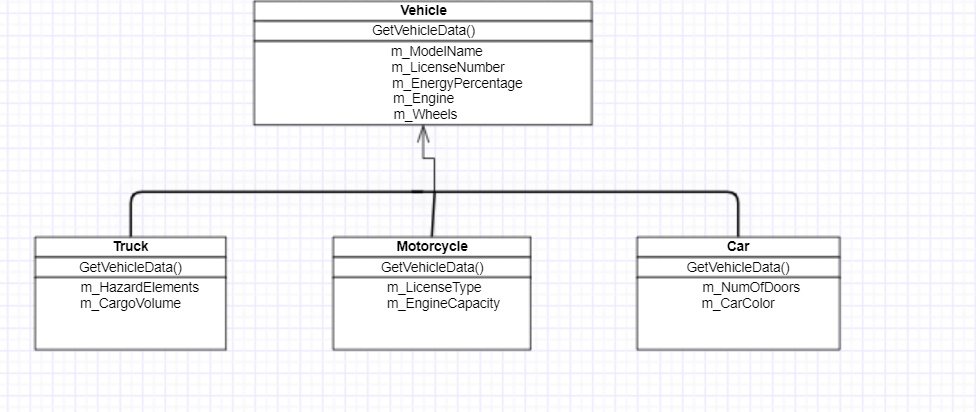 Vehicle
GetVehicleData()
m_ModelName
m_LicenseNumber
m_EnergyPercentage
m_Engine
m_Wheels
Truck
GetVehicleData()
m_HazardElements
m_CargoVolume
Motorcycle
GetVehicleData()
m_LicenseType
m_EngineCapacity
Car
GetVehicleData()
m_NumOfDoors
m_CarColor